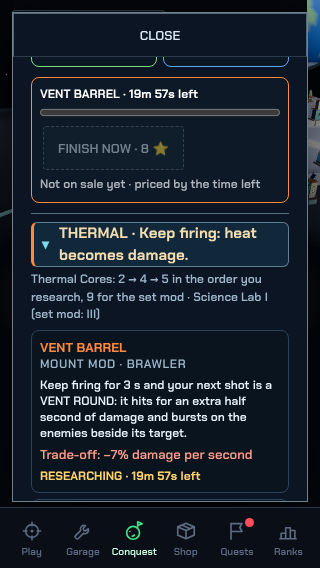 CLOSE
VENT BARREL · 19m 57s left
FINISH NOW · 8 ⭐
Not on sale yet · priced by the time left
▼ THERMAL · Keep firing: heat
becomes damage.
Thermal Cores: 2 → 4 → 5 in the order you
research, 9 for the set mod · Science Lab I
(set mod: III)
VENT BARREL
MOUNT MOD · BRAWLER
Keep firing for 3 s and your next shot is a
VENT ROUND: it hits for an extra half
second of damage and bursts on the
enemies beside its target.
Trade-off: −7% damage per second
RESEARCHING · 19m 57s left
Play Garage Conquest Shop Quests Ranks